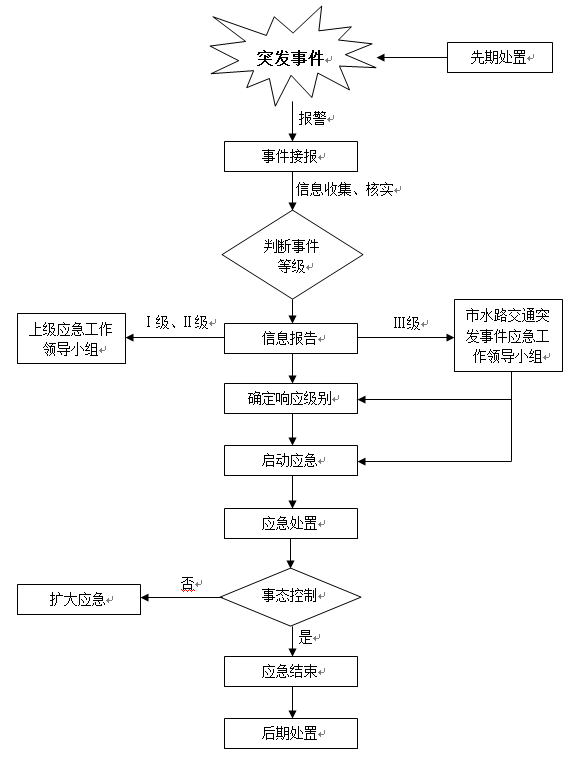 突发事件
先期处置
报警
事件接报
信息收集、核实
判断事件
等级
Ⅰ级、Ⅱ级
Ⅲ级
上级应急工作
领导小组
信息报告
市水路交通突
发事件应急工
作领导小组
确定响应级别
启动应急
应急处置
否
扩大应急
事态控制
是
应急结束
后期处置